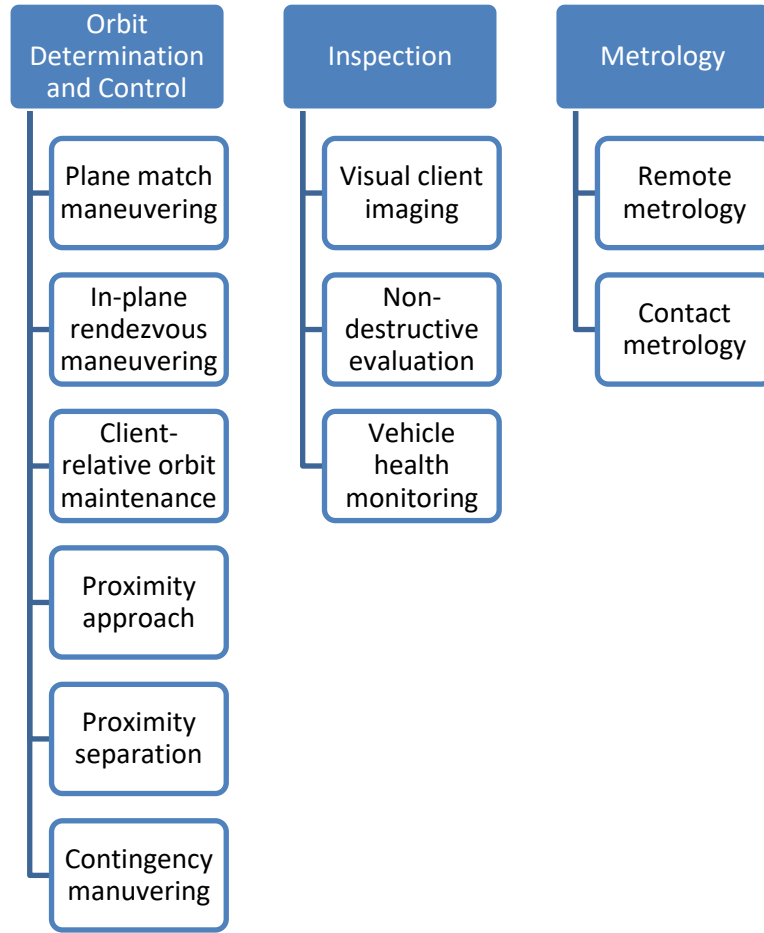 Orbit
Determination
and Control
Plane match
maneuvering
In-plane
rendezvous
maneuvering
Client-
relative orbit
maintenance
Proximity
approach
Proximity
separation
Contingency
manuvering
Inspection
Visual client
imaging
Non-
destructive
evaluation
Vehicle
health
monitoring
Metrology
Remote
metrology
Contact
metrology